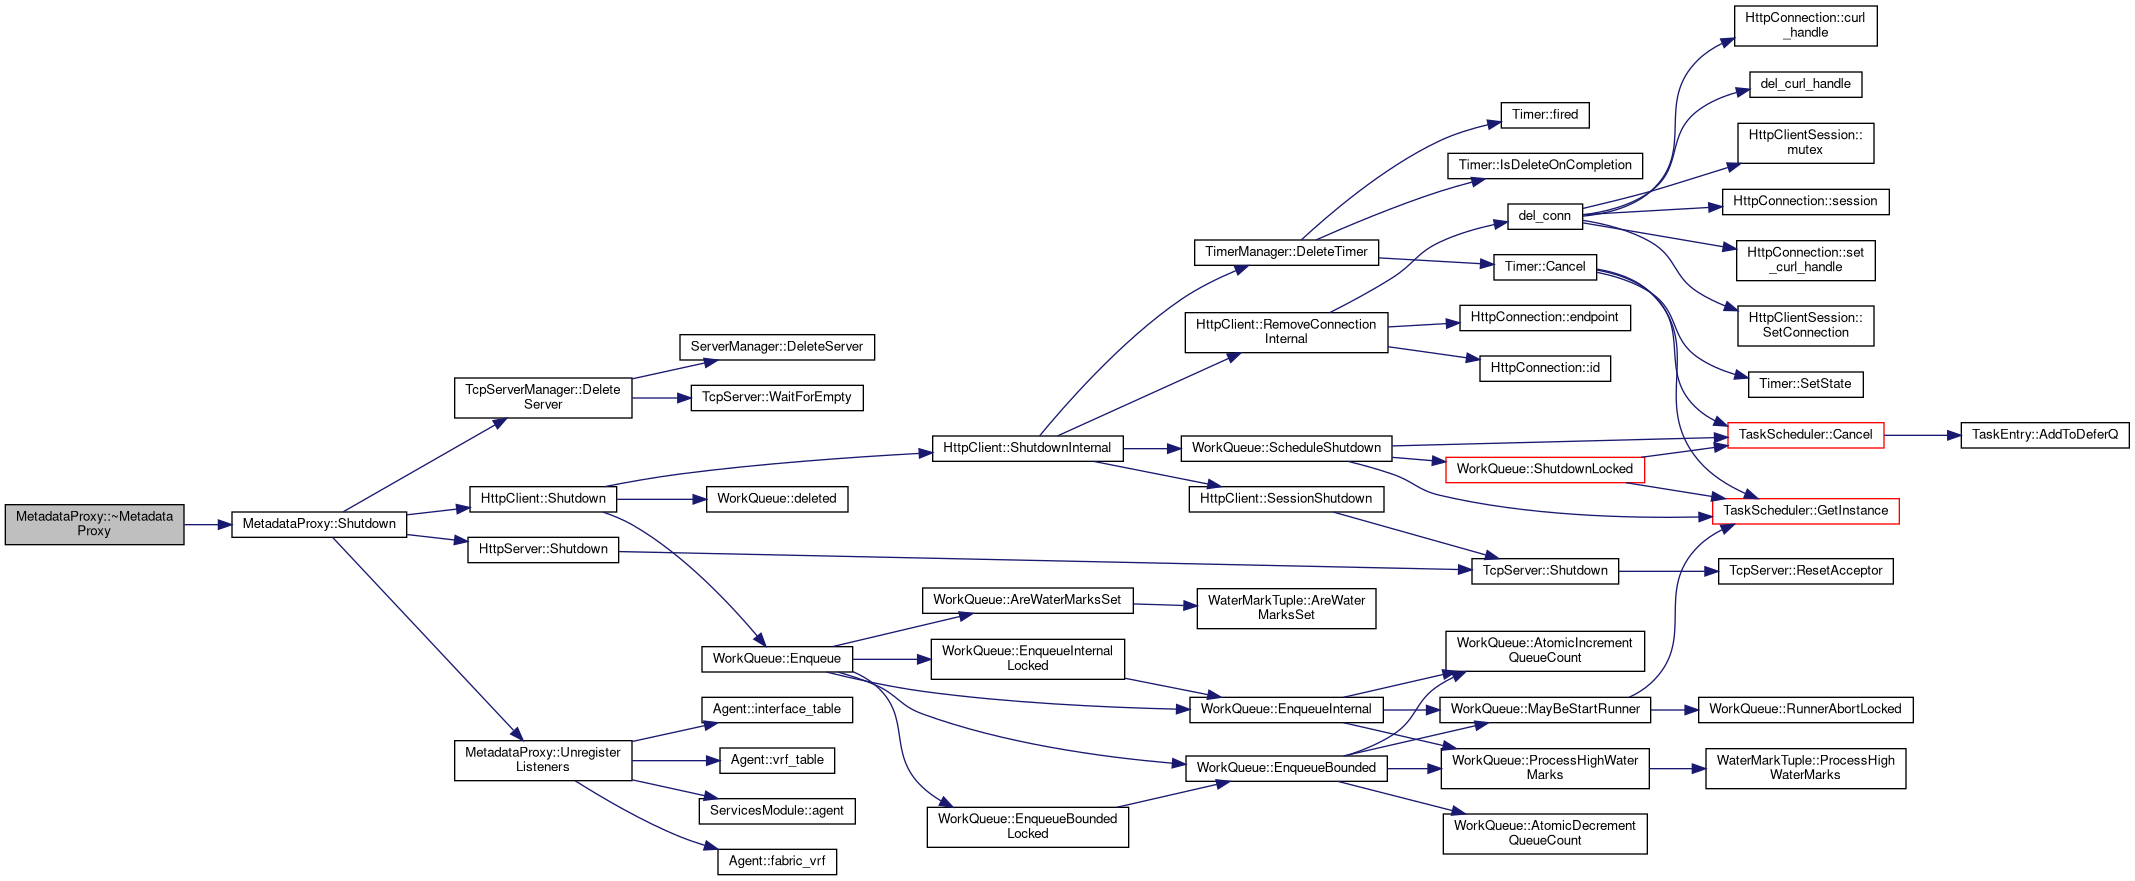 MetadataProxy::~Metadata
Proxy
MetadataProxy::Shutdown
TcpServerManager::Delete
Server
ServerManager::DeleteServer
TcpServer::WaitForEmpty
HttpClient::Shutdown
WorkQueue::deleted
HttpServer::Shutdown
MetadataProxy::Unregister
Listeners
WorkQueue::Enqueue
Agent::interface_table
Agent::vrf_table
ServicesModule::agent
Agent::fabric_vrf
HttpClient::ShutdownInternal
WorkQueue::AreWaterMarksSet
WorkQueue::EnqueueInternal
Locked
WorkQueue::EnqueueBounded
Locked
TimerManager::DeleteTimer
HttpClient::RemoveConnection
Internal
WorkQueue::ScheduleShutdown
HttpClient::SessionShutdown
WaterMarkTuple::AreWater
MarksSet
WorkQueue::EnqueueInternal
WorkQueue::EnqueueBounded
Timer::fired
Timer::IsDeleteOnCompletion
del_conn
Timer::Cancel
HttpConnection::endpoint
HttpConnection::id
WorkQueue::ShutdownLocked
TcpServer::Shutdown
WorkQueue::AtomicIncrement
QueueCount
WorkQueue::MayBeStartRunner
WorkQueue::ProcessHighWater
Marks
WorkQueue::AtomicDecrement
QueueCount
HttpConnection::curl
_handle
del_curl_handle
HttpClientSession::
mutex
HttpConnection::session
HttpConnection::set
_curl_handle
HttpClientSession::
SetConnection
Timer::SetState
TaskScheduler::Cancel
TaskScheduler::GetInstance
TcpServer::ResetAcceptor
WorkQueue::RunnerAbortLocked
WaterMarkTuple::ProcessHigh
WaterMarks
TaskEntry::AddToDeferQ